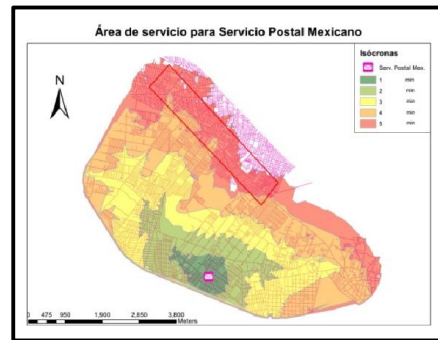 Área de servicio para Servicio Postal Mexicano
Isócronas
Serv. Postal Mex.
1 min
2 min
3 min
4 min
5 min
N
0 475 950 1,900 2,850 3,800
Meters